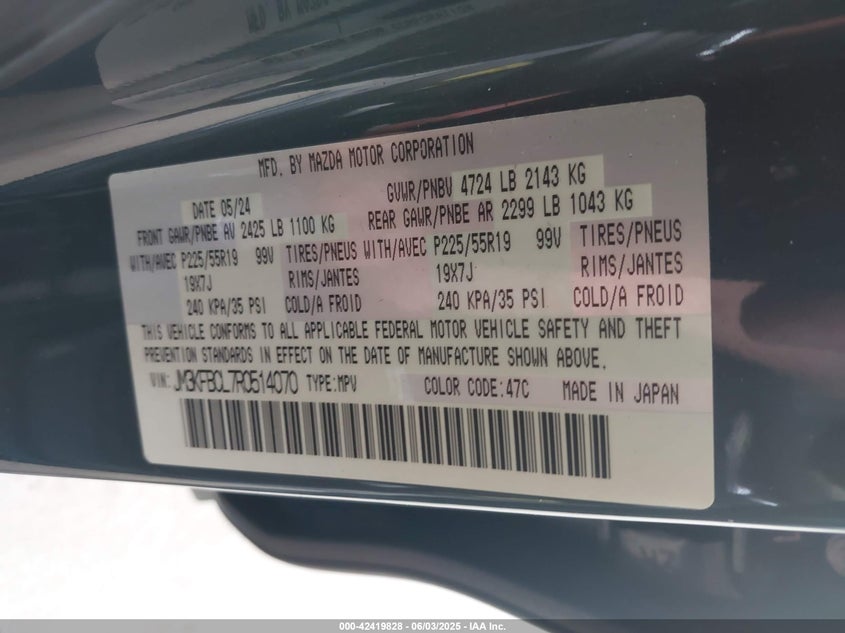 MFD. BY MAZDA MOTOR CORPORATION
DATE 05/24 GVWR/PNBV 4724 LB 2143 KG
FRONT GAWR/PNBE AV 2425 LB 1100 KG REAR GAWR/PNBE AR 2299 LB 1043 KG
WITH/AVEC P225/55R19 99V TIRES/PNEUS WITH/AVEC P225/55R19 99V TIRES/PNEUS
19X7J RIMS/JANTES 19X7J RIMS/JANTES
240 KPA/35 PSI COLD/A FROID 240 KPA/35 PSI COLD/A FROID
THIS VEHICLE CONFORMS TO ALL APPLICABLE FEDERAL MOTOR VEHICLE SAFETY AND THEFT
PREVENTION STANDARDS IN EFFECT ON THE DATE OF MANUFACTURE SHOWN ABOVE.
VIN: JM3KFBCL7R0514070 TYPE: MPV COLOR CODE: 47C MADE IN JAPAN
000-42419828 - 06/03/2025 - IAA Inc.